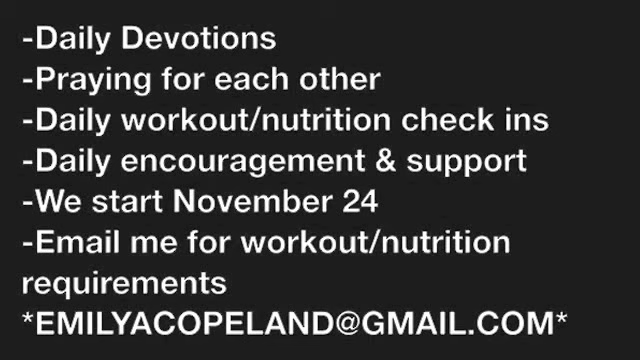 -Daily Devotions
-Praying for each other
-Daily workout/nutrition check ins
-Daily encouragement & support
-We start November 24
-Email me for workout/nutrition
requirements
*EMILYACOPELAND@GMAIL.COM*